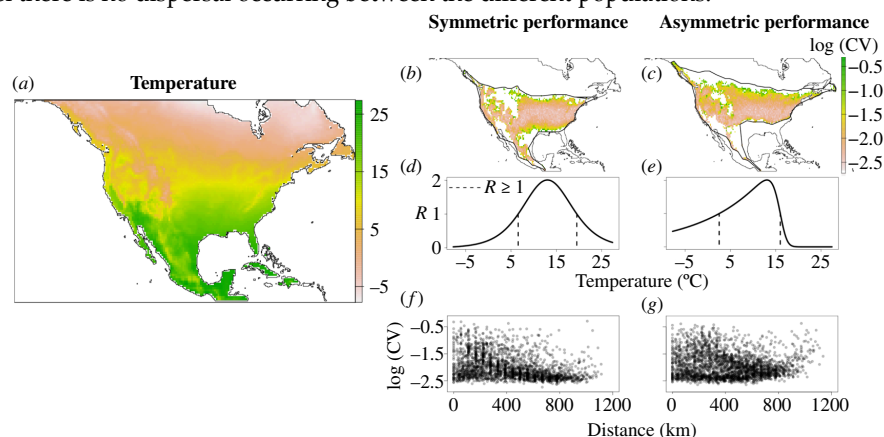 there is no dispersal occurring between the different populations.
Symmetric performance Asymmetric performance
log (CV)
(a) Temperature (b) (c)
25
15
5
−5
−0.5
−1.0
−1.5
−2.0
−2.5
(d) (e)
2
R 1
0
R ≥ 1
−5 5 15 25 −5 5 15 25
Temperature (ºC)
(f) (g)
log (CV)
−0.5
−1.5
−2.5
0 400 800 1200 0 400 800 1200
Distance (km)